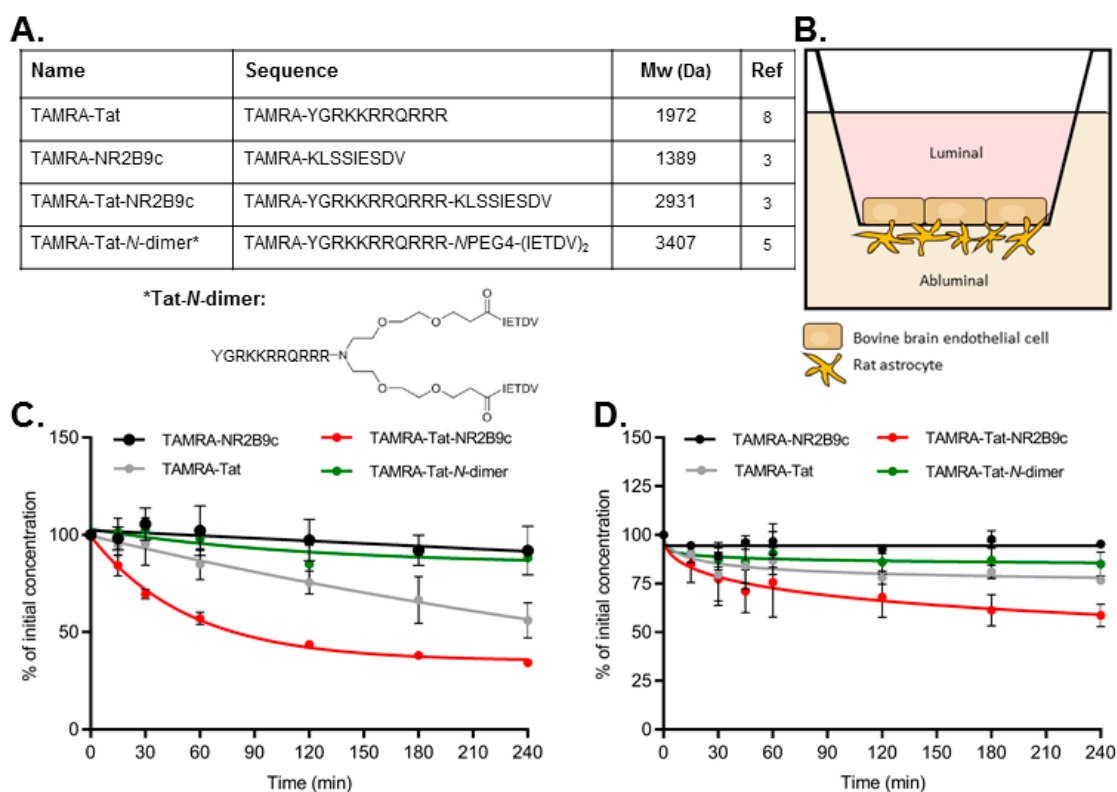 A.
Name Sequence Mw (Da) Ref
TAMRA-Tat TAMRA-YGRKKRRQRRR 1972 8
TAMRA-NR2B9c TAMRA-KLSSIESDV 1389 3
TAMRA-Tat-NR2B9c TAMRA-YGRKKRRQRRR-KLSSIESDV 2931 3
TAMRA-Tat-N-dimer* TAMRA-YGRKKRRQRRR-NPEG4-(IETDV)2 3407 5
*Tat-N-dimer:
O
O
O
IETDV
YGRKKRRQRRR
N
O
O
IETDV
O
B.
Luminal
Abluminal
Bovine brain endothelial cell
Rat astrocyte
C.
TAMRA-NR2B9c TAMRA-Tat-NR2B9c
TAMRA-Tat TAMRA-Tat-N-dimer
% of initial concentration
150
100
50
0
0 30 60 90 120 150 180 210 240
Time (min)
D.
TAMRA-NR2B9c TAMRA-Tat-NR2B9c
TAMRA-Tat TAMRA-Tat-N-dimer
% of initial concentration
150
125
100
75
50
25
0
0 30 60 90 120 150 180 210 240
Time (min)